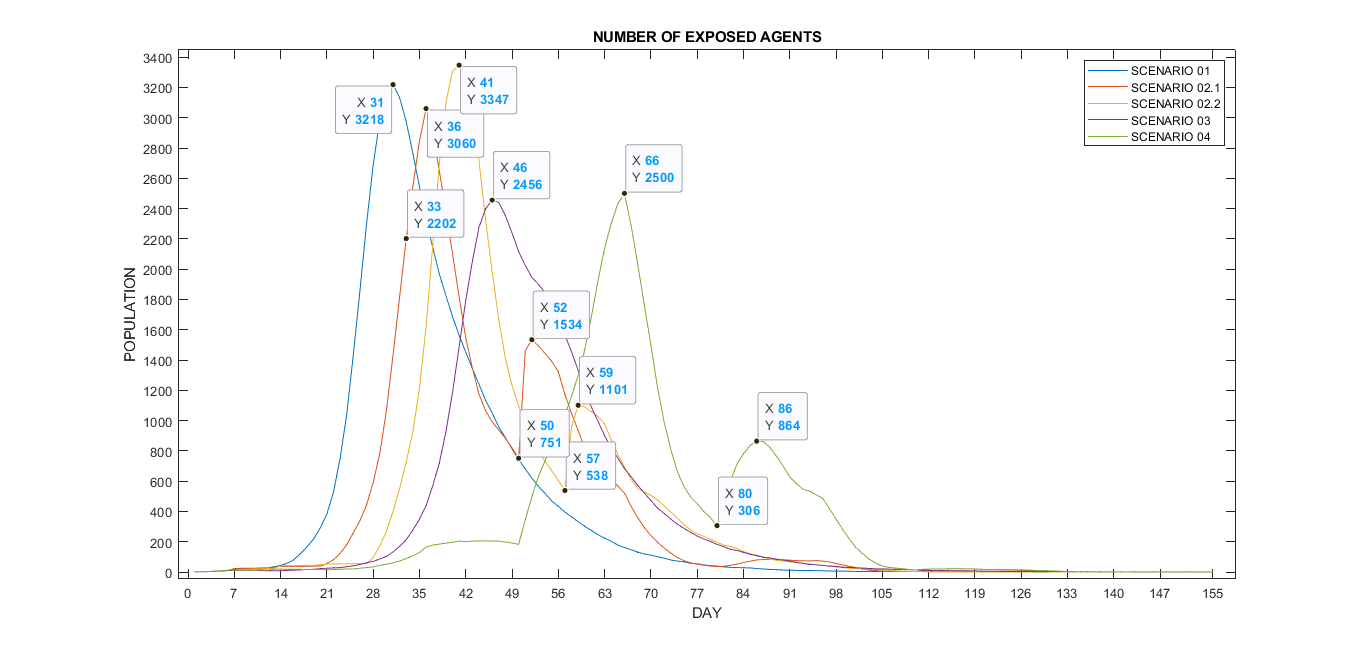 NUMBER OF EXPOSED AGENTS
SCENARIO 01
SCENARIO 02.1
SCENARIO 02.2
SCENARIO 03
SCENARIO 04
X 31
Y 3218
X 41
Y 3347
X 36
Y 3060
X 46
Y 2456
X 66
Y 2500
X 33
Y 2202
X 52
Y 1534
X 59
Y 1101
X 86
Y 864
X 50
Y 751
X 57
Y 538
X 80
Y 306
POPULATION
3400
3200
3000
2800
2600
2400
2200
2000
1800
1600
1400
1200
1000
800
600
400
200
0
0 7 14 21 28 35 42 49 56 63 70 77 84 91 98 105 112 119 126 133 140 147 155
DAY